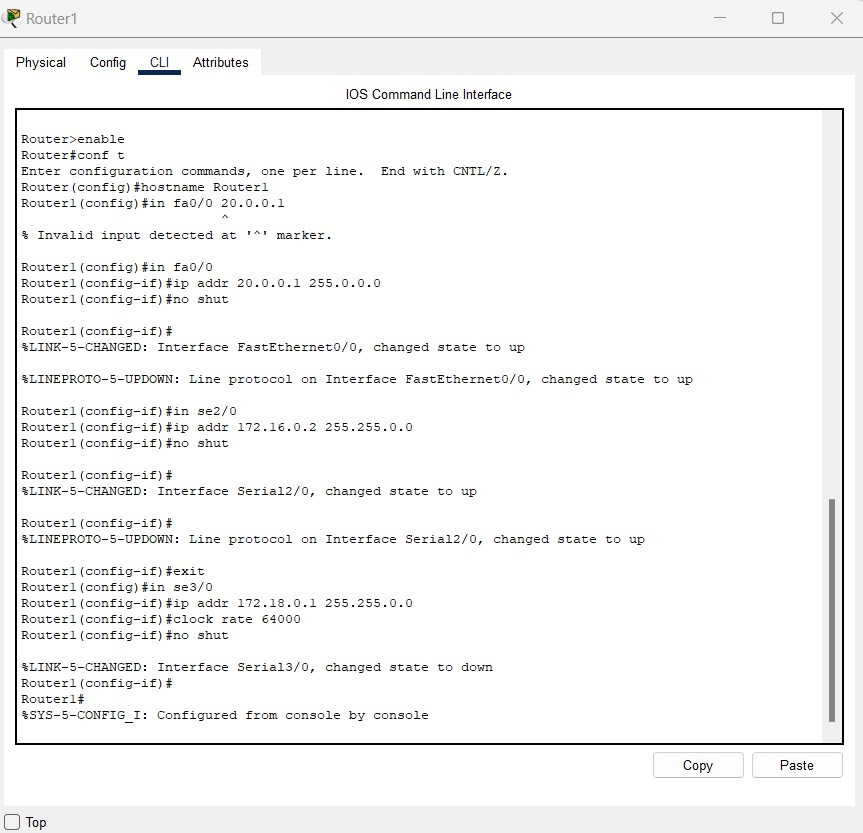 Router1
Physical Config CLI Attributes
IOS Command Line Interface
Router>enable
Router#conf t
Enter configuration commands, one per line.  End with CNTL/Z.
Router(config)#hostname Router1
Router1(config)#in fa0/0 20.0.0.1
^
% Invalid input detected at '^' marker.
Router1(config)#in fa0/0
Router1(config-if)#ip addr 20.0.0.1 255.0.0.0
Router1(config-if)#no shut
Router1(config-if)#
%LINK-5-CHANGED: Interface FastEthernet0/0, changed state to up
%LINEPROTO-5-UPDOWN: Line protocol on Interface FastEthernet0/0, changed state to up
Router1(config-if)#in se2/0
Router1(config-if)#ip addr 172.16.0.2 255.255.0.0
Router1(config-if)#no shut
Router1(config-if)#
%LINK-5-CHANGED: Interface Serial2/0, changed state to up
Router1(config-if)#
%LINEPROTO-5-UPDOWN: Line protocol on Interface Serial2/0, changed state to up
Router1(config-if)#exit
Router1(config)#in se3/0
Router1(config-if)#ip addr 172.18.0.1 255.255.0.0
Router1(config-if)#clock rate 64000
Router1(config-if)#no shut
%LINK-5-CHANGED: Interface Serial3/0, changed state to down
Router1(config-if)#
Router1#
%SYS-5-CONFIG_I: Configured from console by console
Copy Paste
Top